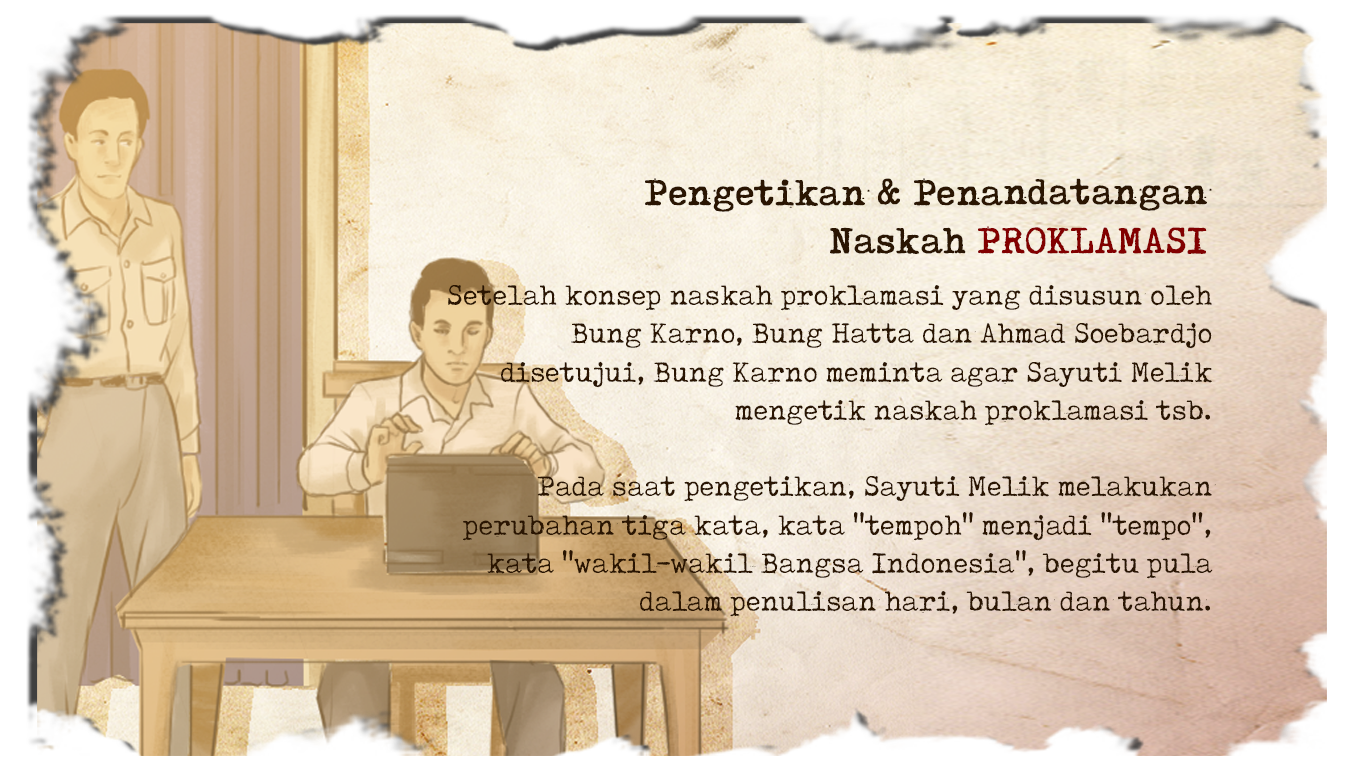 Pengetikan & Penandatangan
Naskah PROKLAMASI
Setelah konsep naskah proklamasi yang disusun oleh
Bung Karno, Bung Hatta dan Ahmad Soebardjo
disetujui, Bung Karno meminta agar Sayuti Melik
mengetik naskah proklamasi tsb.
Pada saat pengetikan, Sayuti Melik melakukan
perubahan tiga kata, kata "tempoh" menjadi "tempo",
kata "wakil-wakil Bangsa Indonesia", begitu pula
dalam penulisan hari, bulan dan tahun.